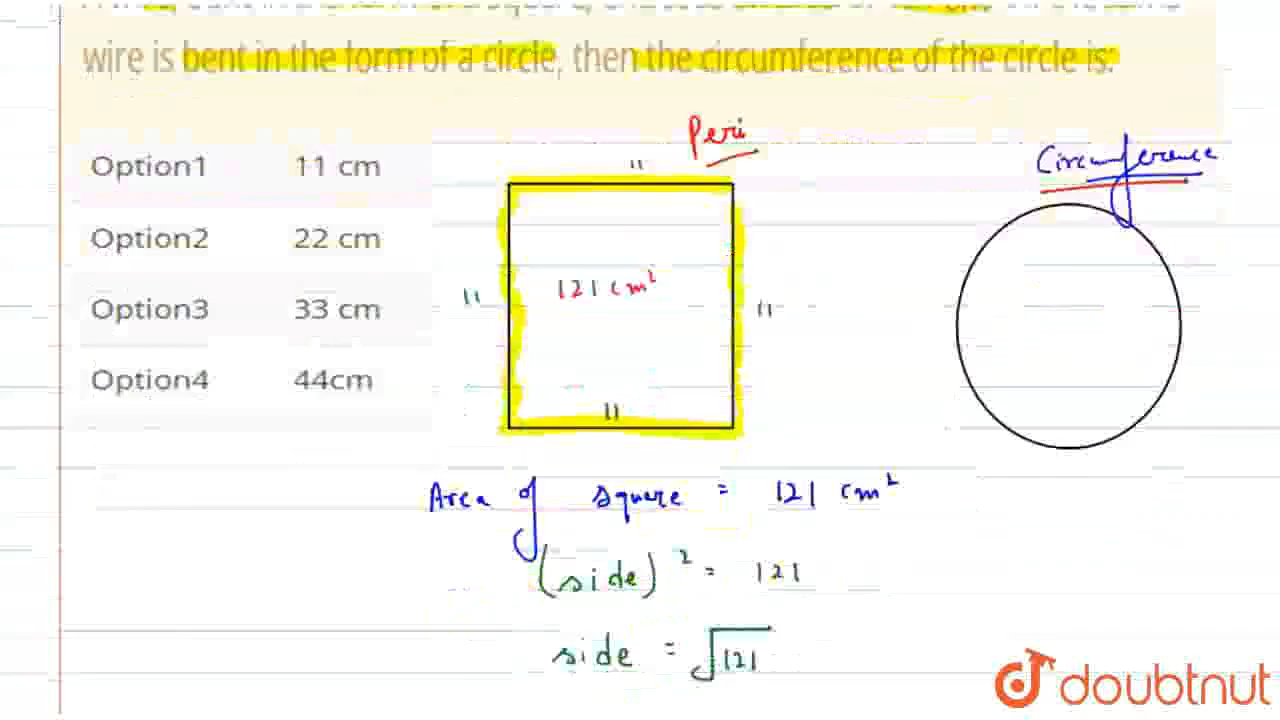 wire is bent in the form of a circle, then the circumference of the circle is:
Peri
Circumference
Option1 11 cm
Option2 22 cm
Option3 33 cm
Option4 44cm
11
11
121 cm²
11
11
Area of square = 121 cm²
(side)² = 121
side = √121
doubtnut